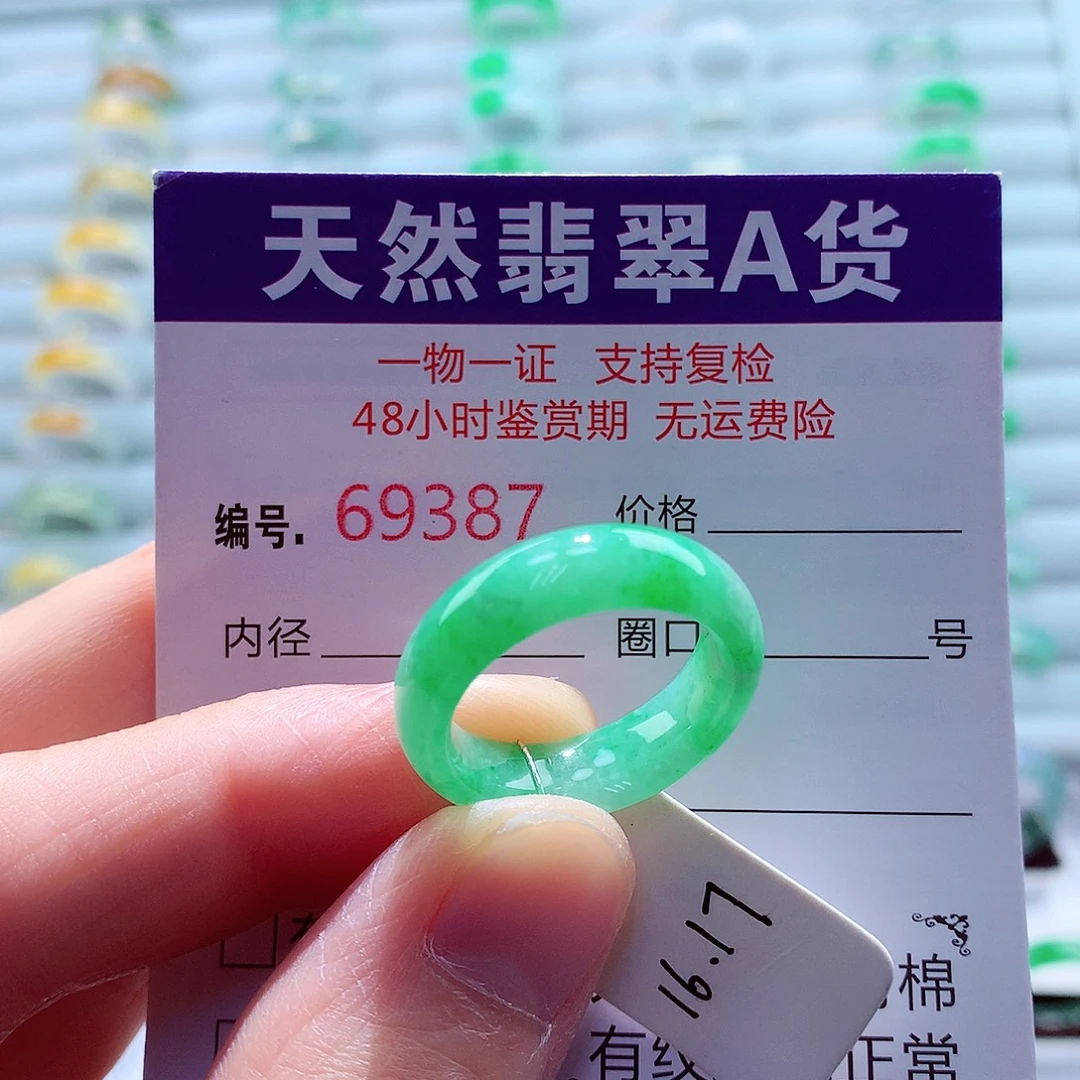 天然翡翠A货
一物一证 支持复检
48小时鉴赏期 无运费险
编号. 69387 价格
内径 圈口 号
16.17
棉
有纹 正常